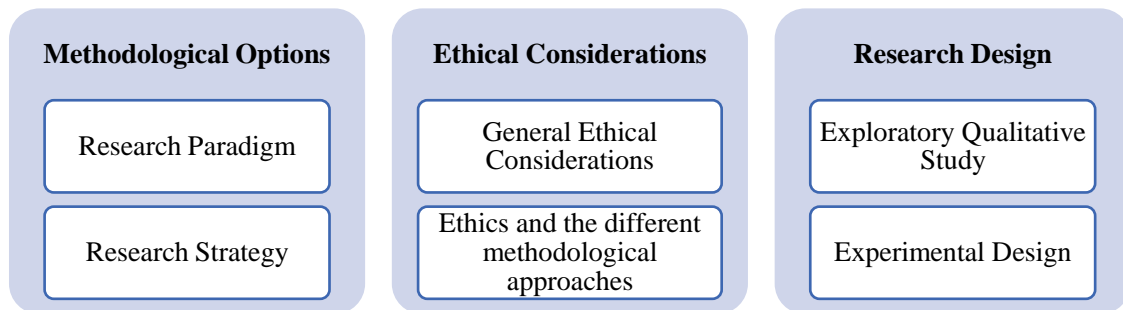 Methodological Options
Research Paradigm
Research Strategy
Ethical Considerations
General Ethical
Considerations
Ethics and the different
methodological
approaches
Research Design
Exploratory Qualitative
Study
Experimental Design